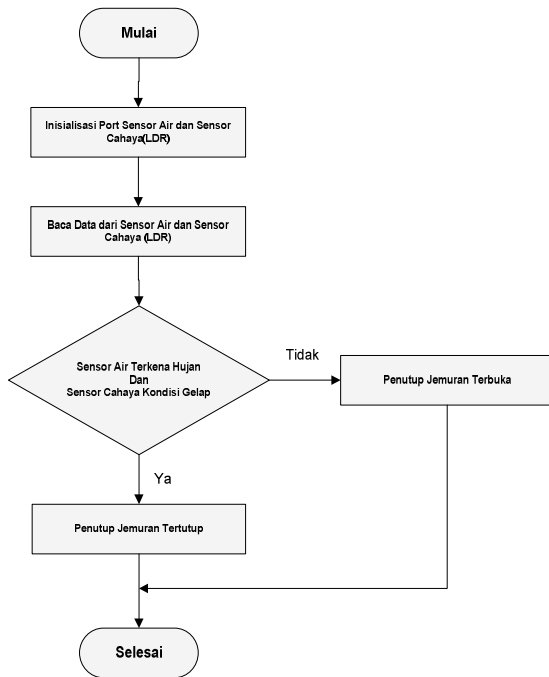 Mulai
Inisialisasi Port Sensor Air dan Sensor
Cahaya(LDR)
Baca Data dari Sensor Air dan Sensor
Cahaya (LDR)
Sensor Air Terkena Hujan
Dan
Sensor Cahaya Kondisi Gelap
Tidak
Penutup Jemuran Terbuka
Ya
Penutup Jemuran Tertutup
Selesai